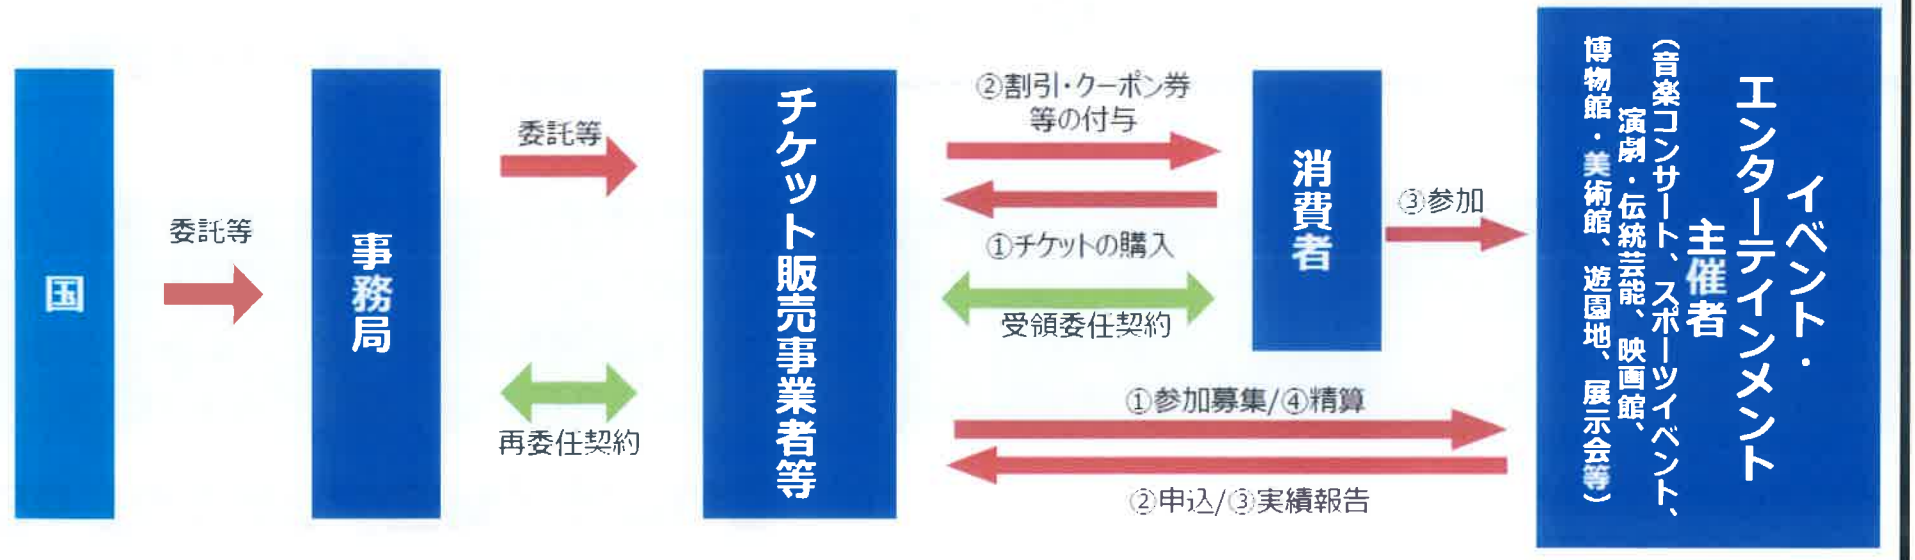 国
委託等
事務局
委託等
再委任契約
チケット販売事業者等
②割引・クーポン券
等の付与
①チケットの購入
受領委任契約
消費者
③参加
①参加募集/④精算
②申込/③実績報告
イベント・
エンターテインメント
主催者
（音楽コンサート、スポーツイベント、
演劇・伝統芸能、映画館、
博物館・美術館、遊園地、展示会等）